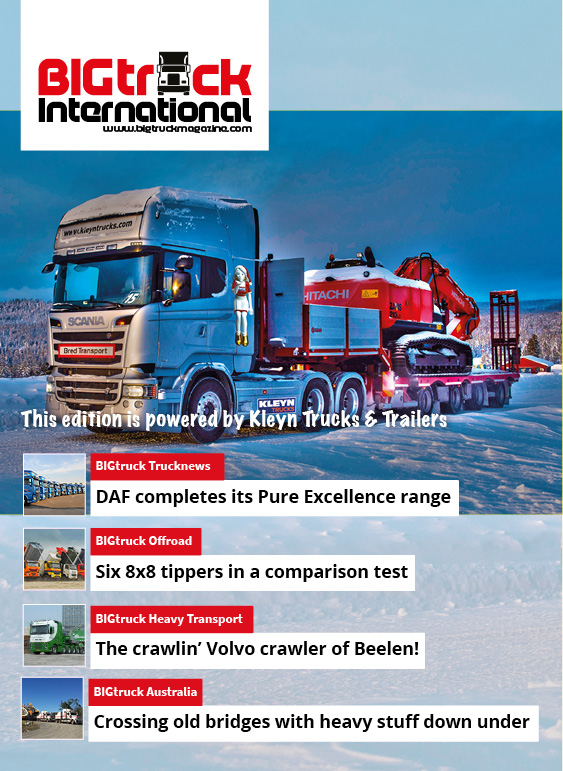 BIGtruck
International
www.bigtruckmagazine.com
www.kleyntrucks.com
15
SCANIA
HITACHI
Bred Transport
KLEYN
TRUCKS
This edition is powered by Kleyn Trucks & Trailers
BIGtruck Trucknews
DAF completes its Pure Excellence range
BIGtruck Offroad
Six 8x8 tippers in a comparison test
BIGtruck Heavy Transport
The crawlin’ Volvo crawler of Beelen!
BIGtruck Australia
Crossing old bridges with heavy stuff down under